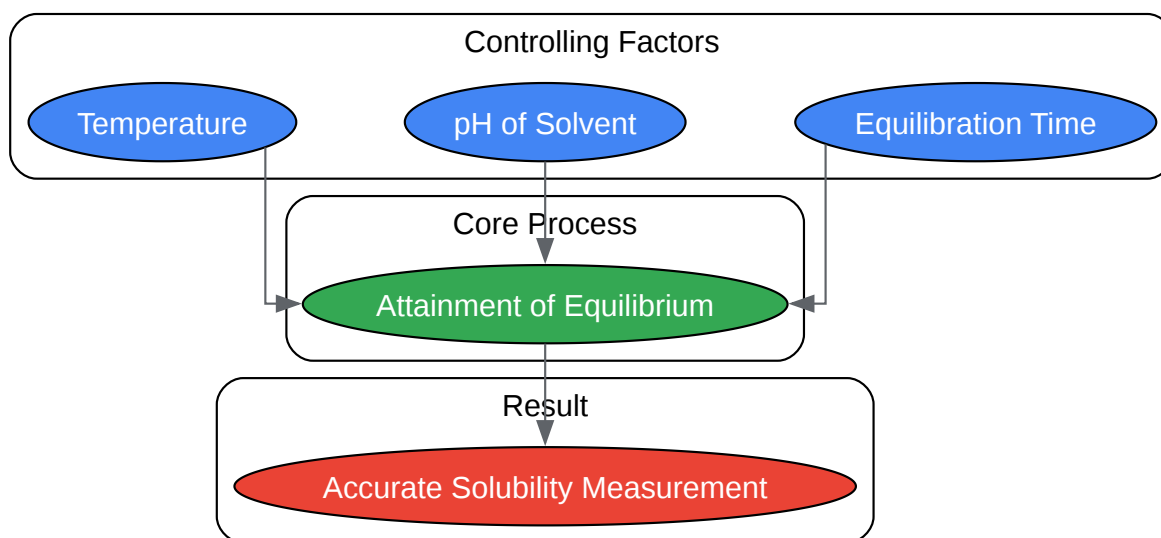 Controlling Factors
Temperature
pH of Solvent
Equilibration Time
Core Process
Attainment of Equilibrium
Result
Accurate Solubility Measurement